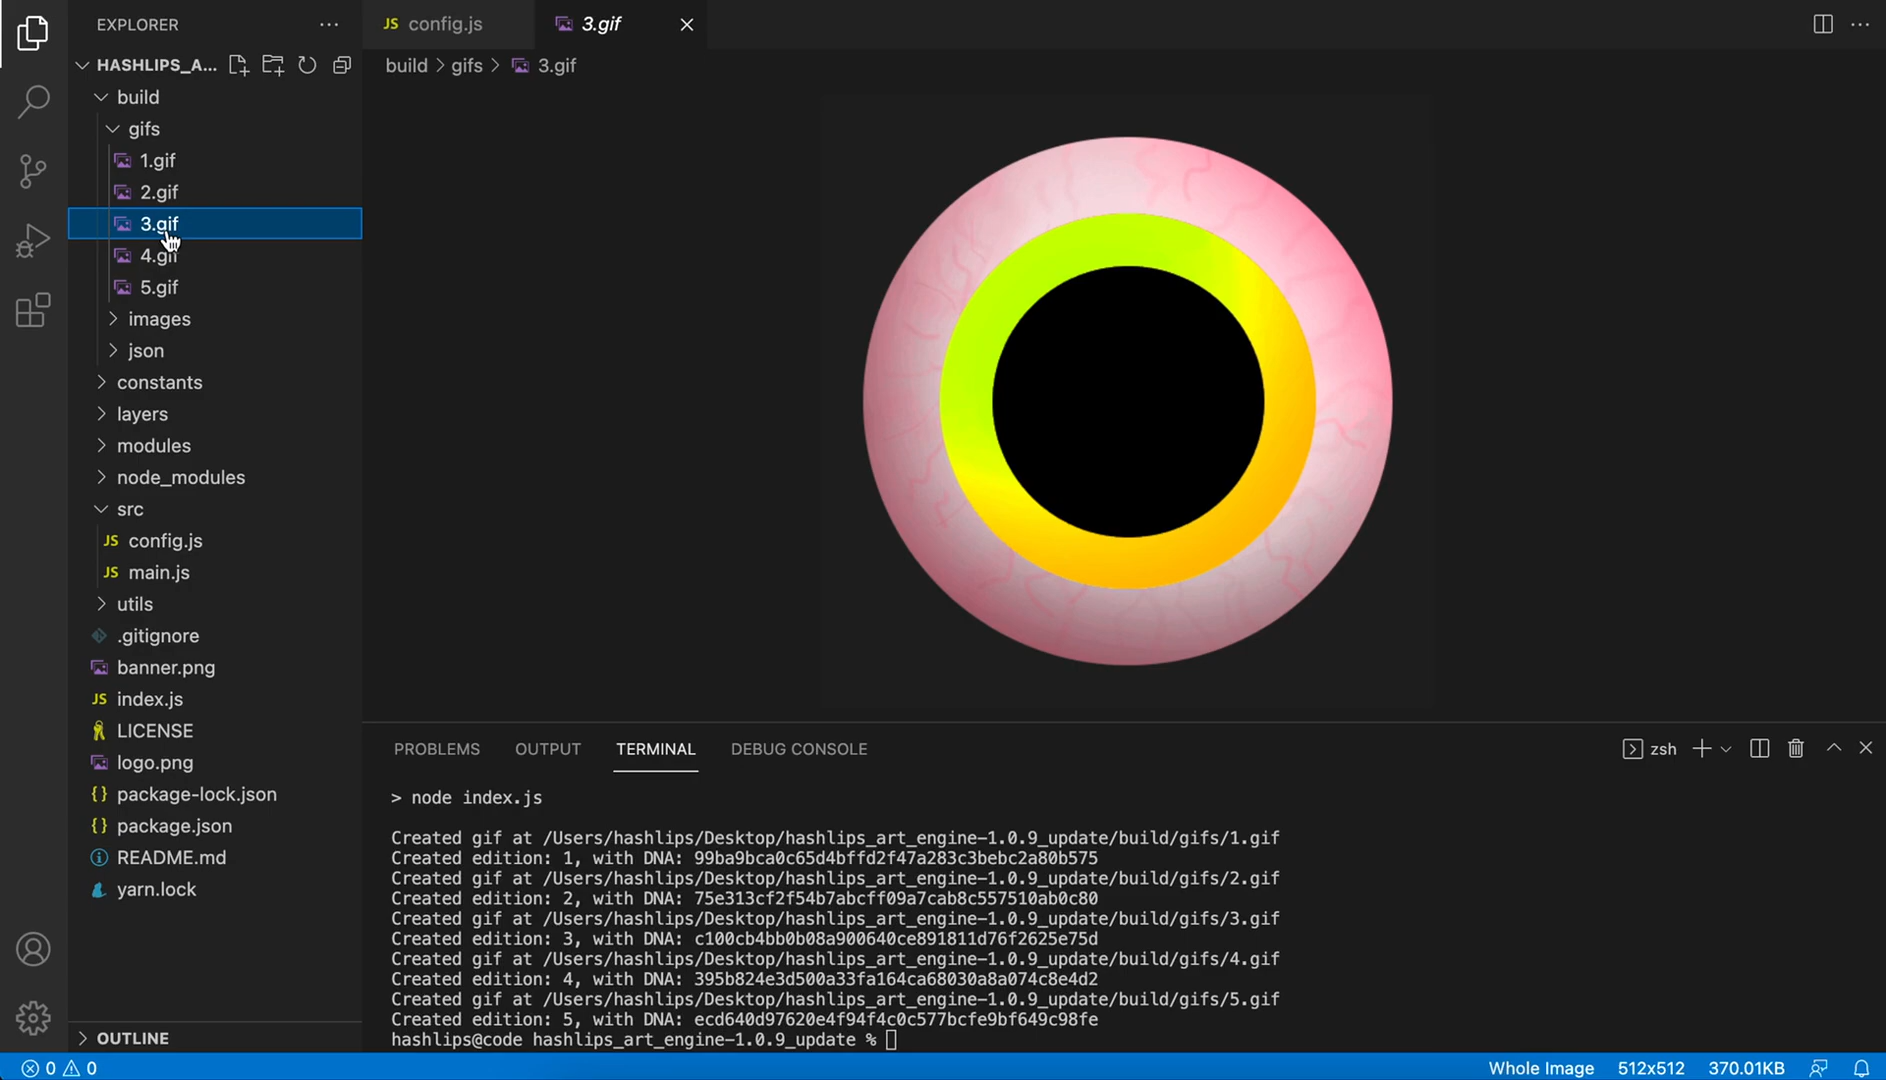 EXPLORER
HASHLIPS_A...
build
gifs
1.gif
2.gif
3.gif
4.gif
5.gif
images
json
constants
layers
modules
node_modules
src
JS config.js
JS main.js
utils
.gitignore
banner.png
JS index.js
LICENSE
logo.png
{} package-lock.json
{} package.json
README.md
yarn.lock
OUTLINE
JS config.js
3.gif
build > gifs > 3.gif
PROBLEMS OUTPUT TERMINAL DEBUG CONSOLE
zsh
> node index.js
Created gif at /Users/hashlips/Desktop/hashlips_art_engine-1.0.9_update/build/gifs/1.gif
Created edition: 1, with DNA: 99ba9bca0c65d4bffd2f47a283c3bebc2a80b575
Created gif at /Users/hashlips/Desktop/hashlips_art_engine-1.0.9_update/build/gifs/2.gif
Created edition: 2, with DNA: 75e313cf2f54b7abcff09a7cab8c557510ab0c80
Created gif at /Users/hashlips/Desktop/hashlips_art_engine-1.0.9_update/build/gifs/3.gif
Created edition: 3, with DNA: c100cb4bb0b08a900640ce891811d76f2625e75d
Created gif at /Users/hashlips/Desktop/hashlips_art_engine-1.0.9_update/build/gifs/4.gif
Created edition: 4, with DNA: 395b824e3d500a33fa164ca68030a8a074c8e4d2
Created gif at /Users/hashlips/Desktop/hashlips_art_engine-1.0.9_update/build/gifs/5.gif
Created edition: 5, with DNA: ecd640d97620e4f94f4c0c577bcfe9bf649c98fe
hashlips@code hashlips_art_engine-1.0.9_update %
0 0
Whole Image 512x512 370.01KB